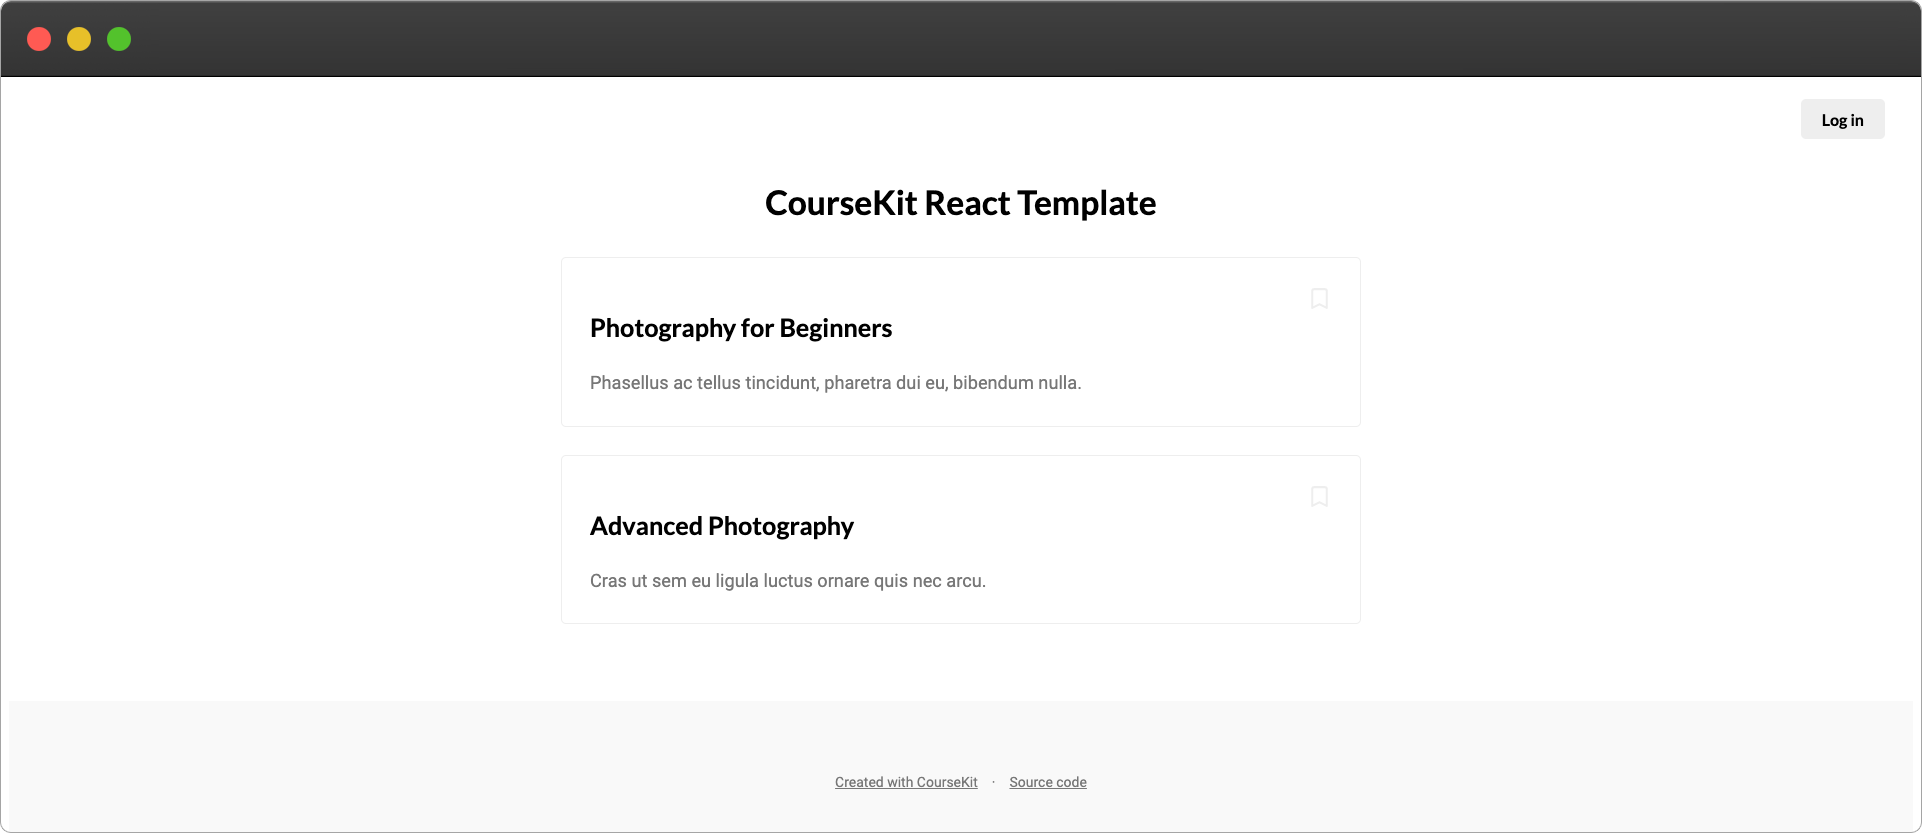 Log in
CourseKit React Template
Photography for Beginners
Phasellus ac tellus tincidunt, pharetra dui eu, bibendum nulla.
Advanced Photography
Cras ut sem eu ligula luctus ornare quis nec arcu.
Created with CourseKit · Source code